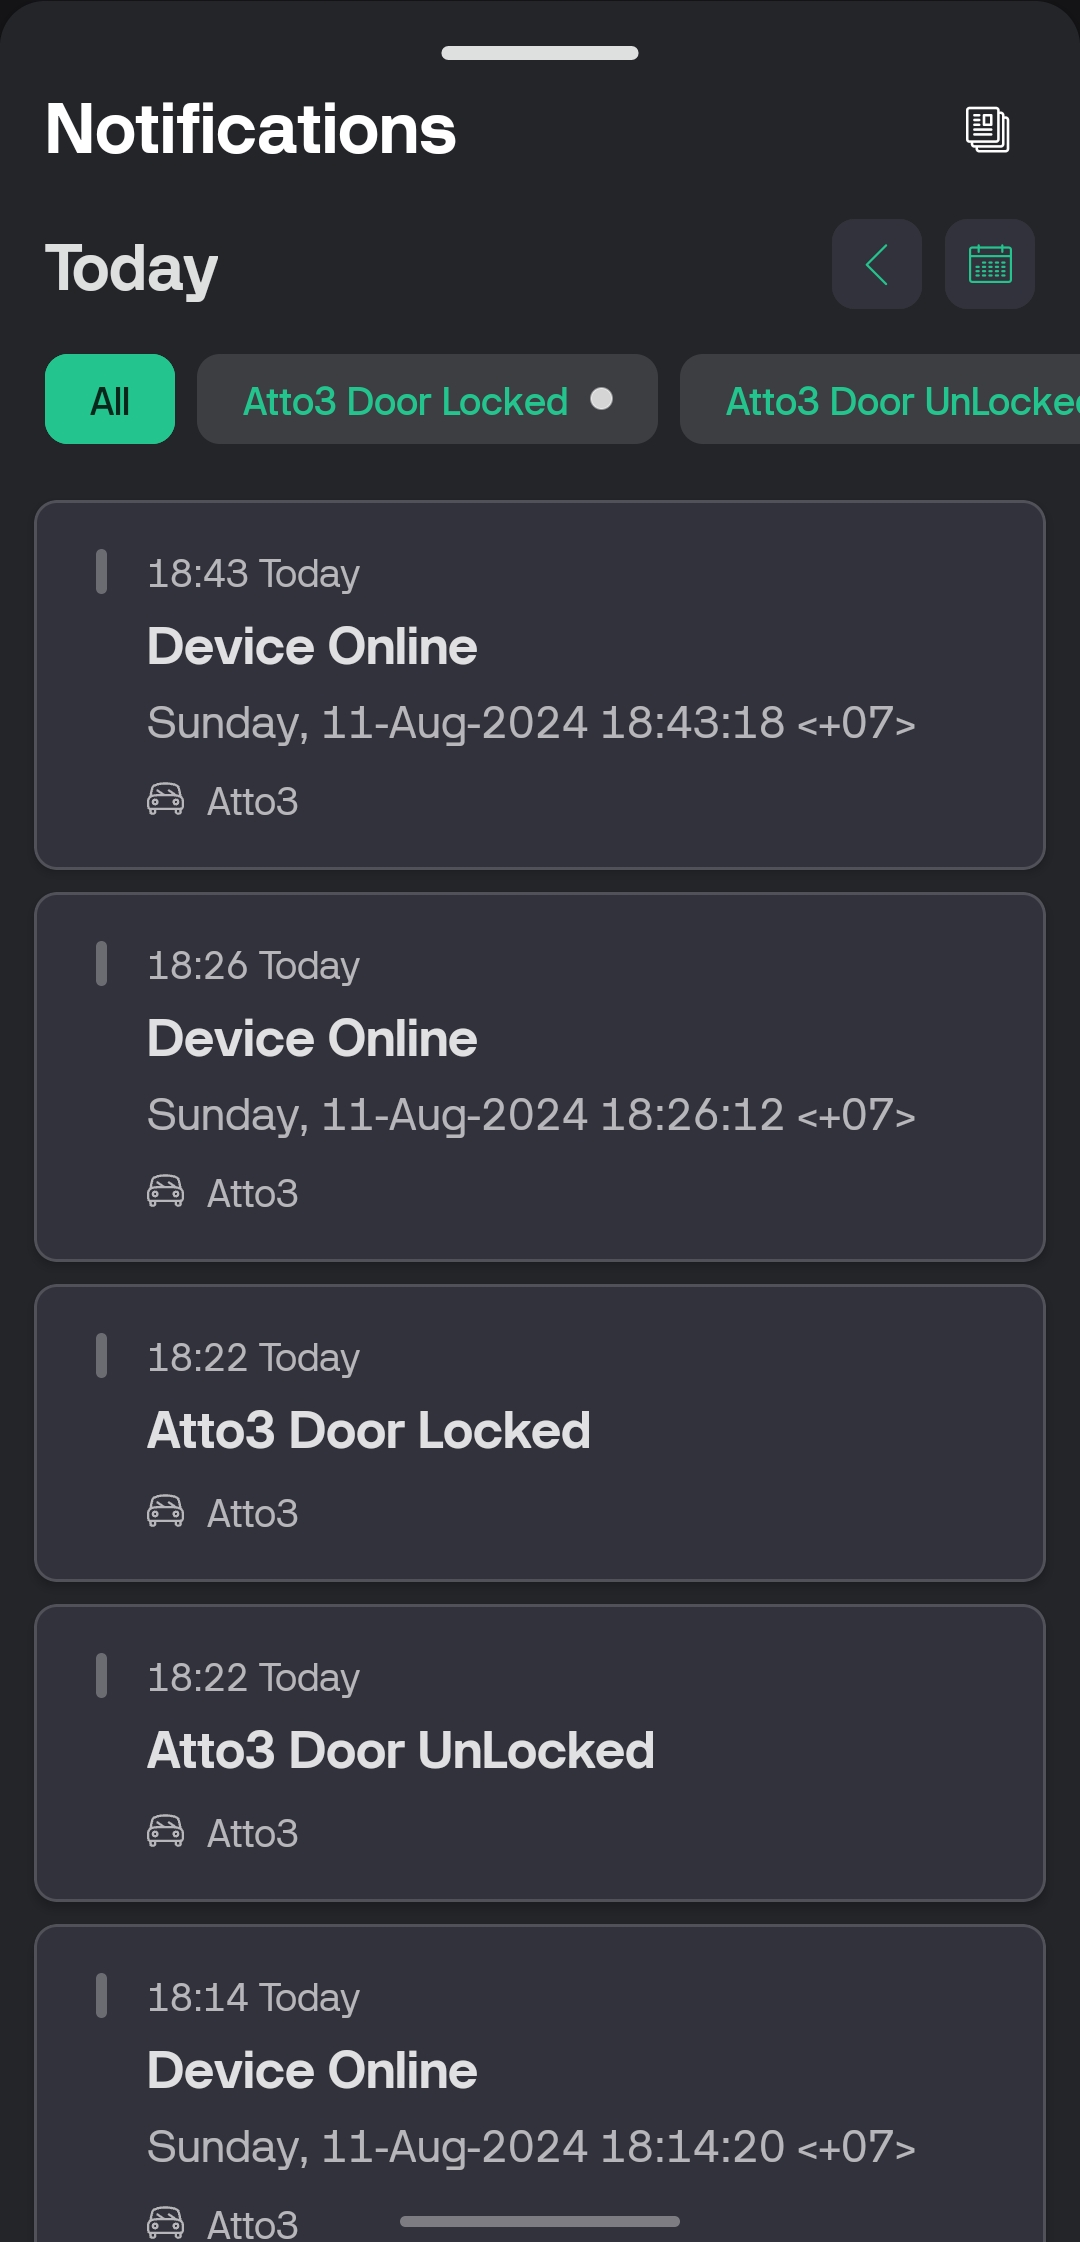 Notifications
Today
All
Atto3 Door Locked
Atto3 Door UnLocked
18:43 Today
Device Online
Sunday, 11-Aug-2024 18:43:18 <+07>
Atto3
18:26 Today
Device Online
Sunday, 11-Aug-2024 18:26:12 <+07>
Atto3
18:22 Today
Atto3 Door Locked
Atto3
18:22 Today
Atto3 Door UnLocked
Atto3
18:14 Today
Device Online
Sunday, 11-Aug-2024 18:14:20 <+07>
Atto3